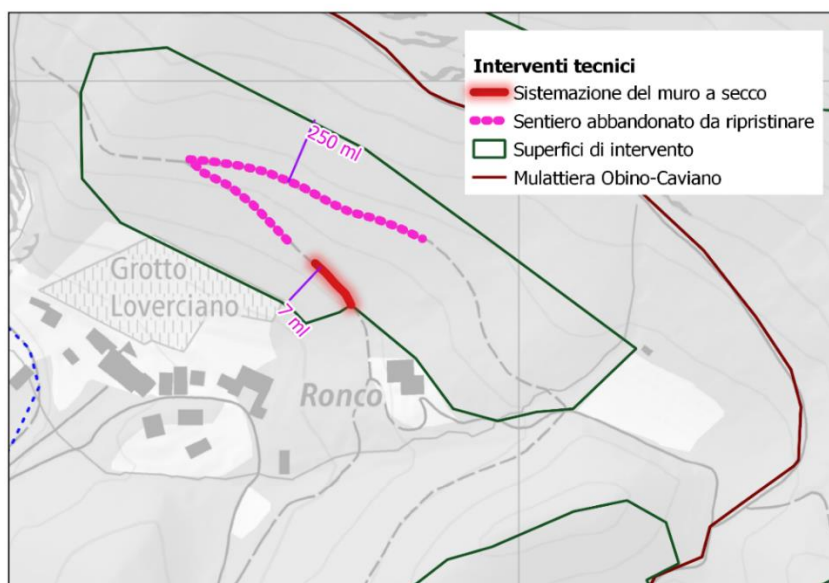 Interventi tecnici
Sistemazione del muro a secco
Sentiero abbandonato da ripristinare
Superfici di intervento
Mulattiera Obino-Caviano
250 ml
Grotto
Loverciano
7 ml
Ronco